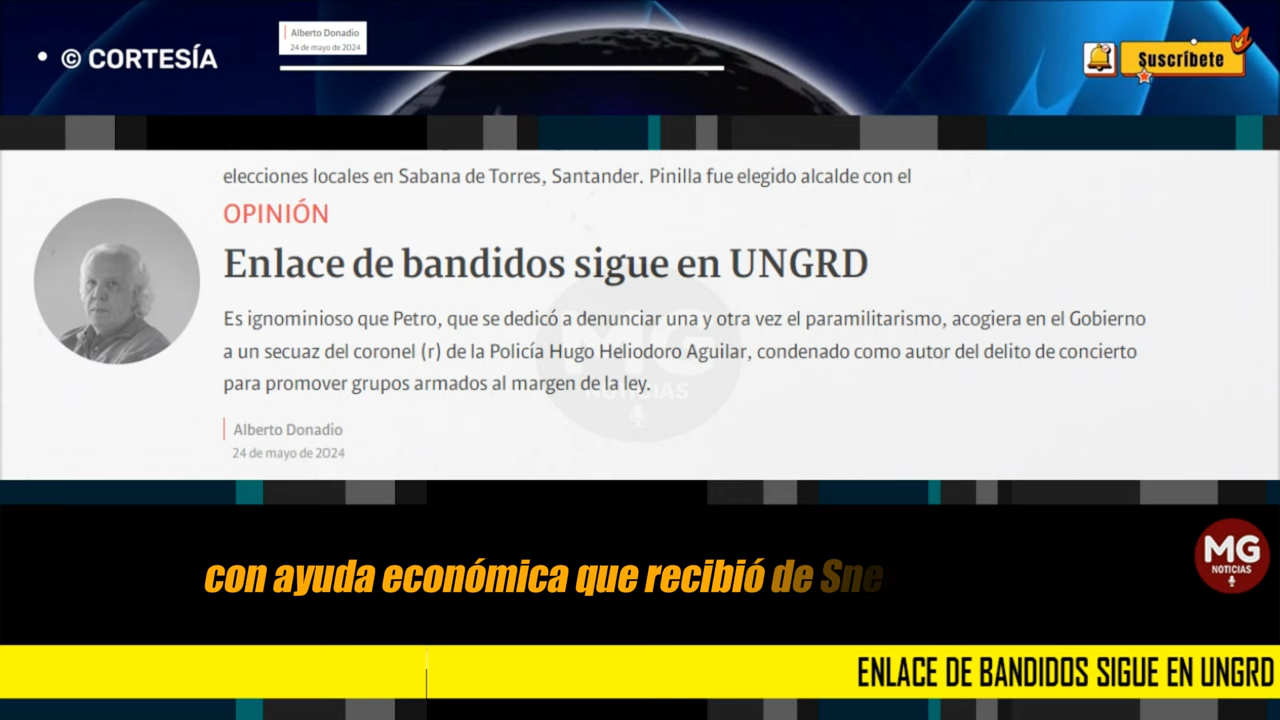 © CORTESÍA
Alberto Donadio
24 de mayo de 2024
Suscríbete
elecciones locales en Sabana de Torres, Santander. Pinilla fue elegido alcalde con el
OPINIÓN
Enlace de bandidos sigue en UNGRD
Es ignominioso que Petro, que se dedicó a denunciar una y otra vez el paramilitarismo, acogiera en el Gobierno
a un secuaz del coronel (r) de la Policía Hugo Heliodoro Aguilar, condenado como autor del delito de concierto
para promover grupos armados al margen de la ley.
MG
NOTICIAS
Alberto Donadio
24 de mayo de 2024
con ayuda económica que recibió de Sne
MG
NOTICIAS
ENLACE DE BANDIDOS SIGUE EN UNGRD